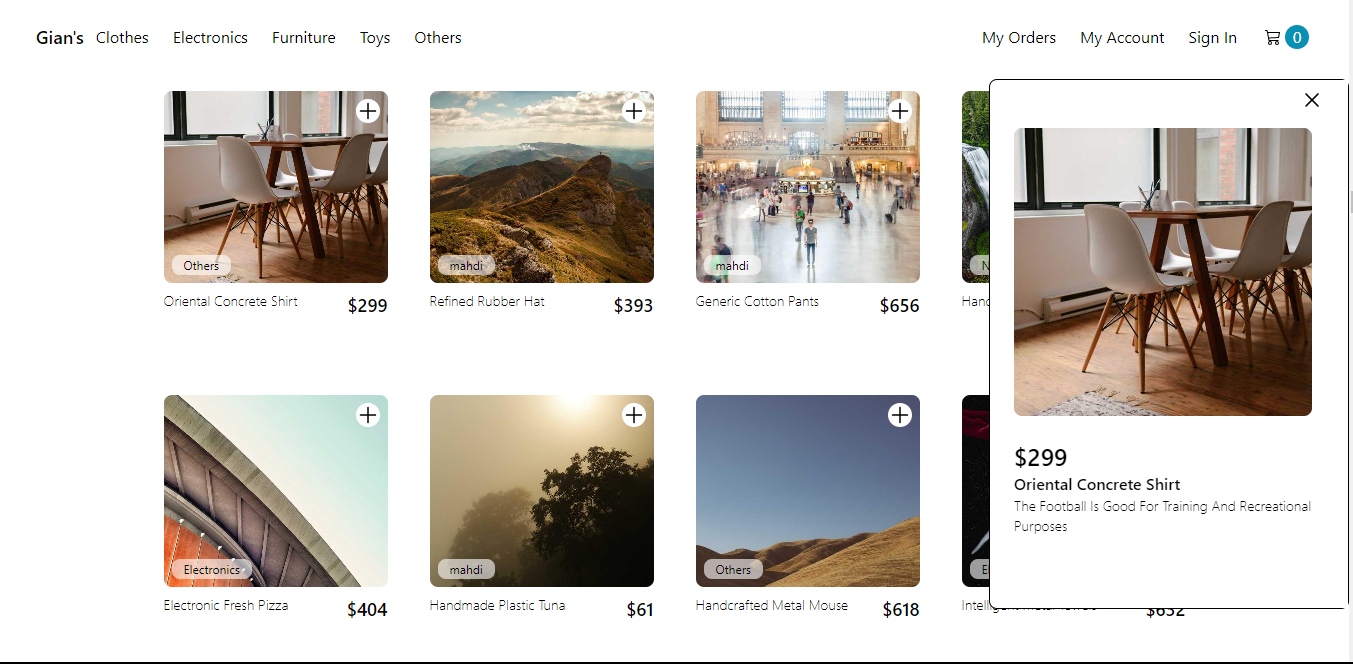 Gian's Clothes Electronics Furniture Toys Others My Orders My Account Sign In 0
Others mahdi mahdi N
Oriental Concrete Shirt $299 Refined Rubber Hat $393 Generic Cotton Pants $656 Hand
Electronics mahdi Others El
Electronic Fresh Pizza $404 Handmade Plastic Tuna $61 Handcrafted Metal Mouse $618 $632
$299
Oriental Concrete Shirt
The Football Is Good For Training And Recreational
Purposes